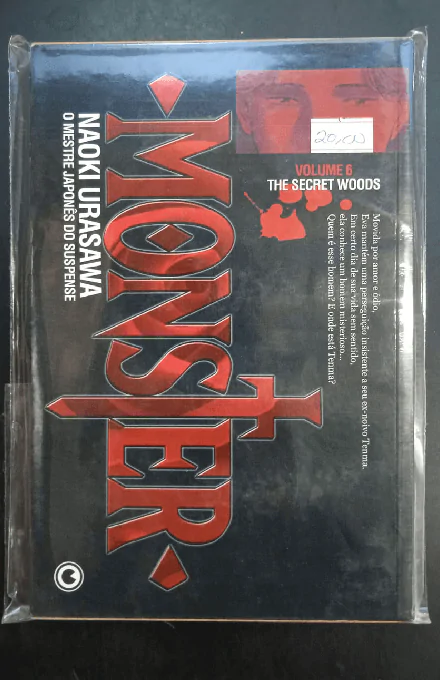 20,00
VOLUME 6
THE SECRET WOODS
Movida por amor e ódio,
Eva mantém uma perseguição insistente a seu ex-noivo Tenma.
Em certo dia de sua vida sem sentido,
ela conhece um homem misterioso...
Quem é esse homem? E onde está Tenma?
MONSTER
NAOKI URASAWA
O MESTRE JAPONÊS DO SUSPENSE